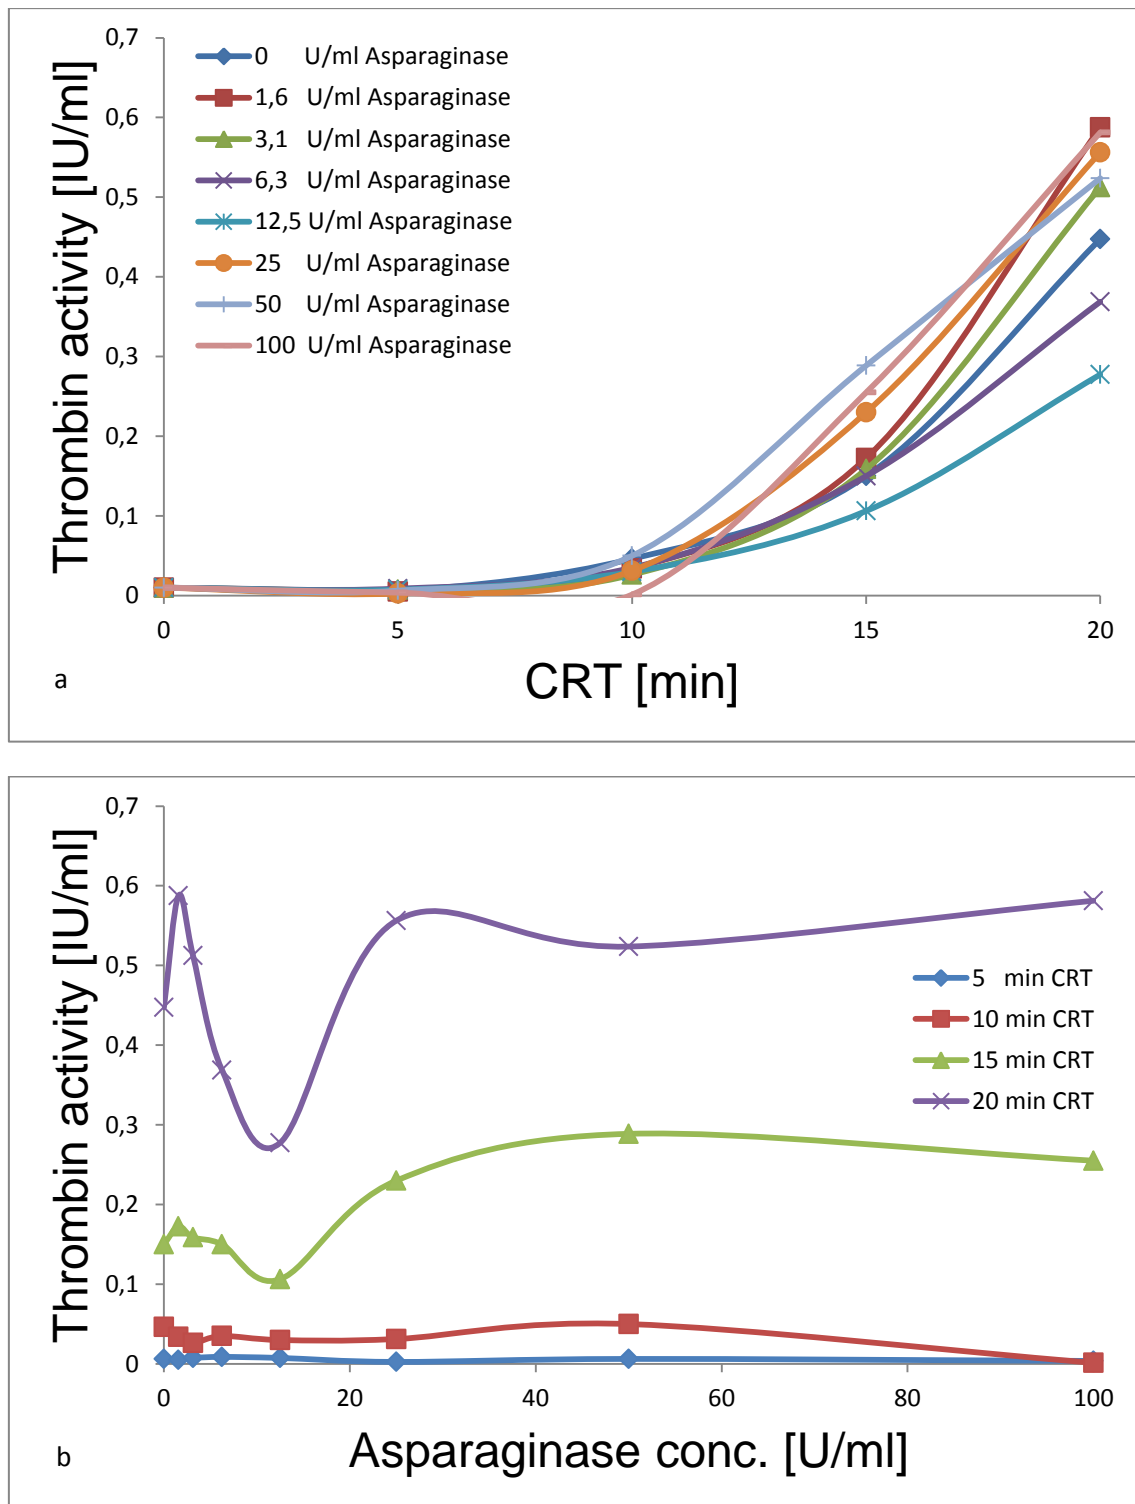 0,7
0,6
0,5
0,4
0,3
0,2
0,1
0
Thrombin activity [IU/ml]
0 U/ml Asparaginase
1,6 U/ml Asparaginase
3,1 U/ml Asparaginase
6,3 U/ml Asparaginase
12,5 U/ml Asparaginase
25 U/ml Asparaginase
50 U/ml Asparaginase
100 U/ml Asparaginase
0 5 10 15 20
CRT [min]
a
0,7
0,6
0,5
0,4
0,3
0,2
0,1
0
Thrombin activity [IU/ml]
5 min CRT
10 min CRT
15 min CRT
20 min CRT
0 20 40 60 80 100
Asparaginase conc. [U/ml]
b